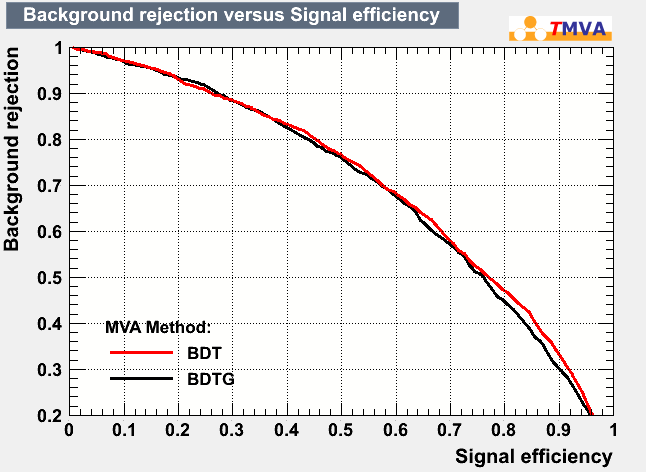 Background rejection versus Signal efficiency
TMVA
Background rejection
1
0.9
0.8
0.7
0.6
0.5
0.4
0.3
0.2
MVA Method:
BDT
BDTG
0 0.1 0.2 0.3 0.4 0.5 0.6 0.7 0.8 0.9 1
Signal efficiency